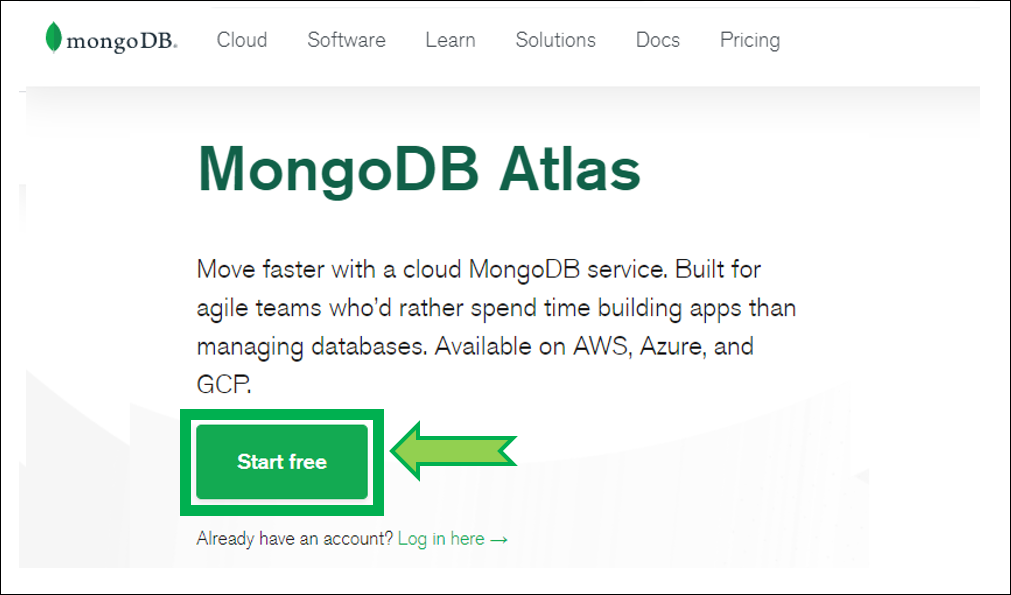 mongoDB. Cloud Software Learn Solutions Docs Pricing
MongoDB Atlas
Move faster with a cloud MongoDB service. Built for
agile teams who’d rather spend time building apps than
managing databases. Available on AWS, Azure, and
GCP.
Start free
Already have an account? Log in here →